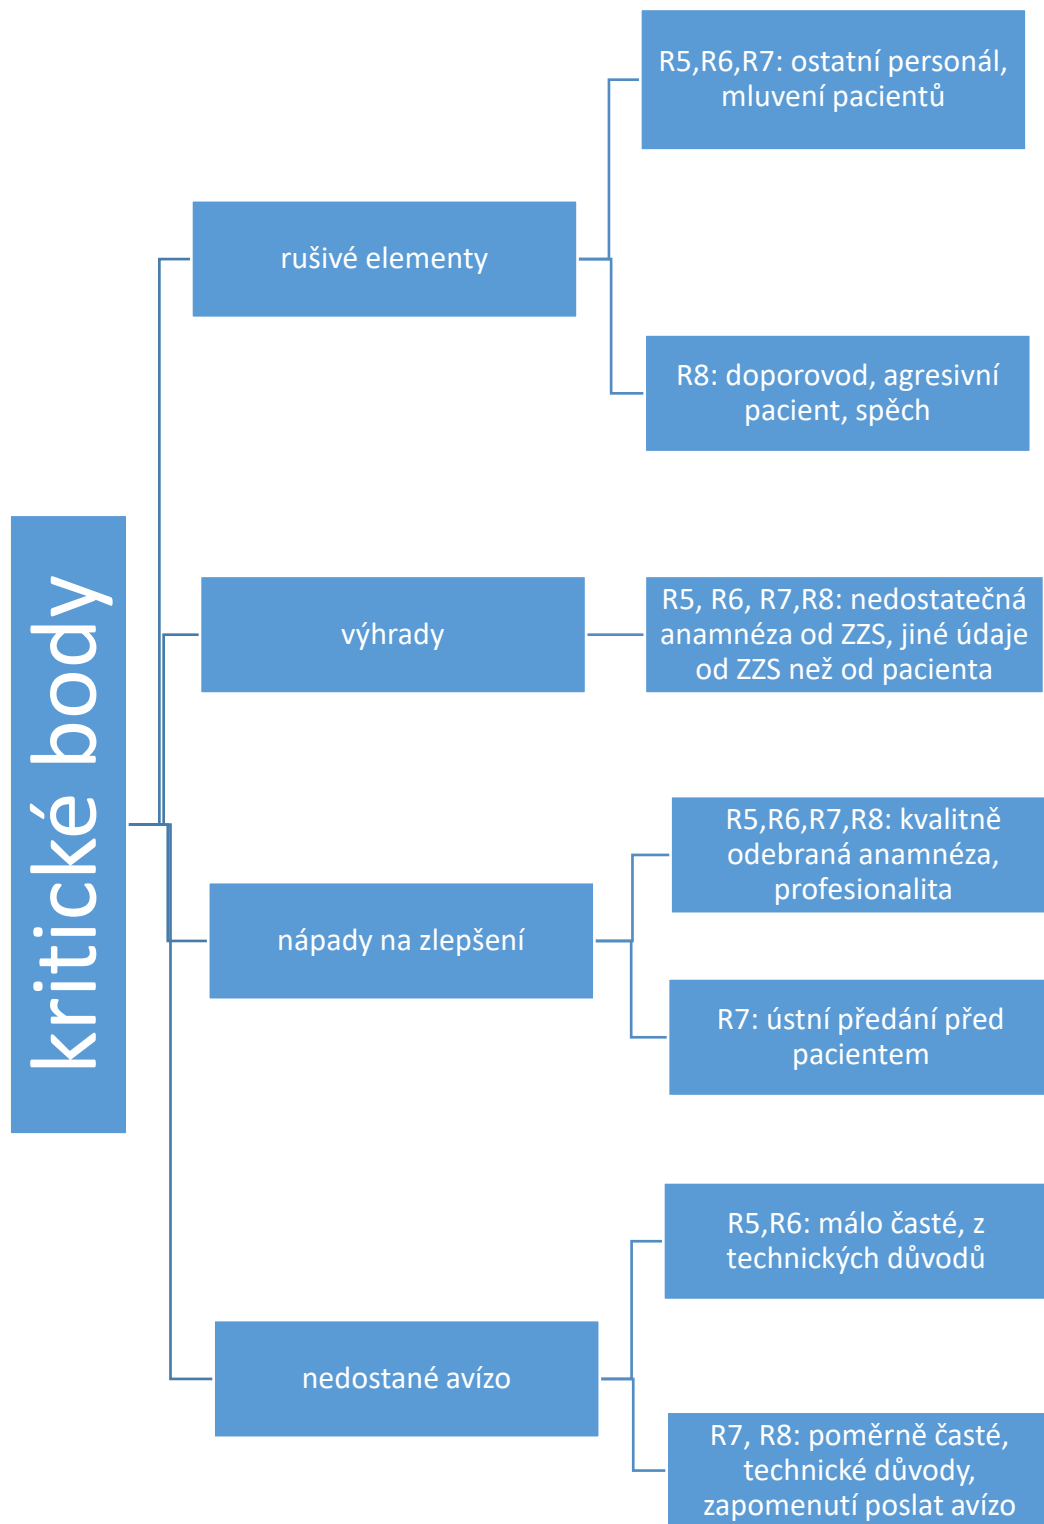 kritické body
rušivé elementy
R5,R6,R7: ostatní personál,
mluvení pacientů
R8: doporovod, agresivní
pacient, spěch
výhrady
R5, R6, R7,R8: nedostatečná
anamnéza od ZZS, jiné údaje
od ZZS než od pacienta
nápady na zlepšení
R5,R6,R7,R8: kvalitně
odebraná anamnéza,
profesionalita
R7: ústní předání před
pacientem
nedostané avízo
R5,R6: málo časté, z
technických důvodů
R7, R8: poměrně časté,
technické důvody,
zapomenutí poslat avízo